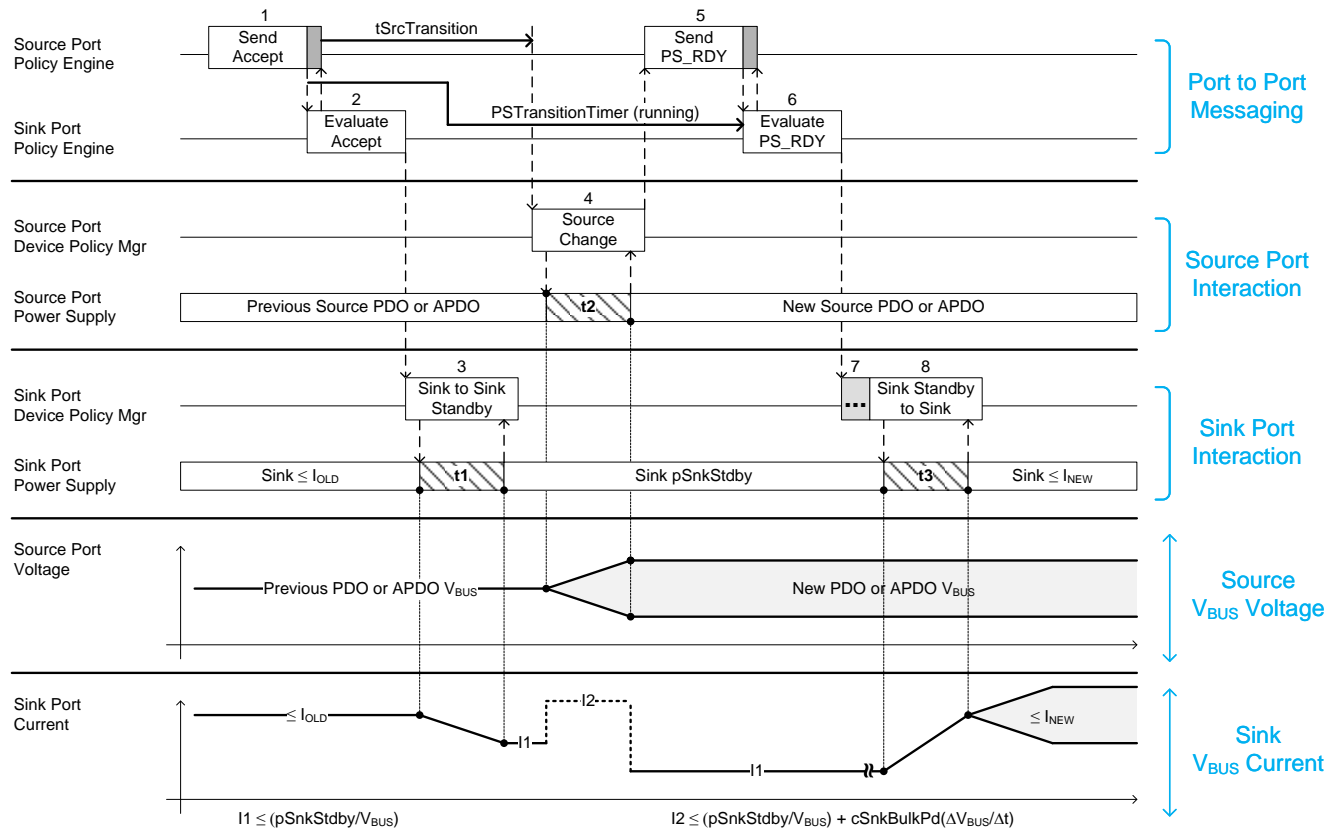 1
5
Source Port
Policy Engine
Send
Accept
tSrcTransition
Send
PS_RDY
Port to Port
Messaging
2
6
PSTransitionTimer (running)
Sink Port
Policy Engine
Evaluate
Accept
Evaluate
PS_RDY
4
Source Port
Device Policy Mgr
Source
Change
Source Port
Interaction
Source Port
Power Supply
Previous Source PDO or APDO
t2
New Source PDO or APDO
3
7
8
Sink Port
Device Policy Mgr
Sink to Sink
Standby
...
Sink Standby
to Sink
Sink Port
Interaction
Sink Port
Power Supply
Sink ≤ I_OLD
t1
Sink pSnkStdby
t3
Sink ≤ I_NEW
Source Port
Voltage
Previous PDO or APDO V_BUS
New PDO or APDO V_BUS
Source
V_BUS Voltage
Sink Port
Current
≤ I_OLD
I1
I2
I1
≤ I_NEW
Sink
V_BUS Current
I1 ≤ (pSnkStdby/V_BUS)
I2 ≤ (pSnkStdby/V_BUS) + cSnkBulkPd(ΔV_BUS/Δt)